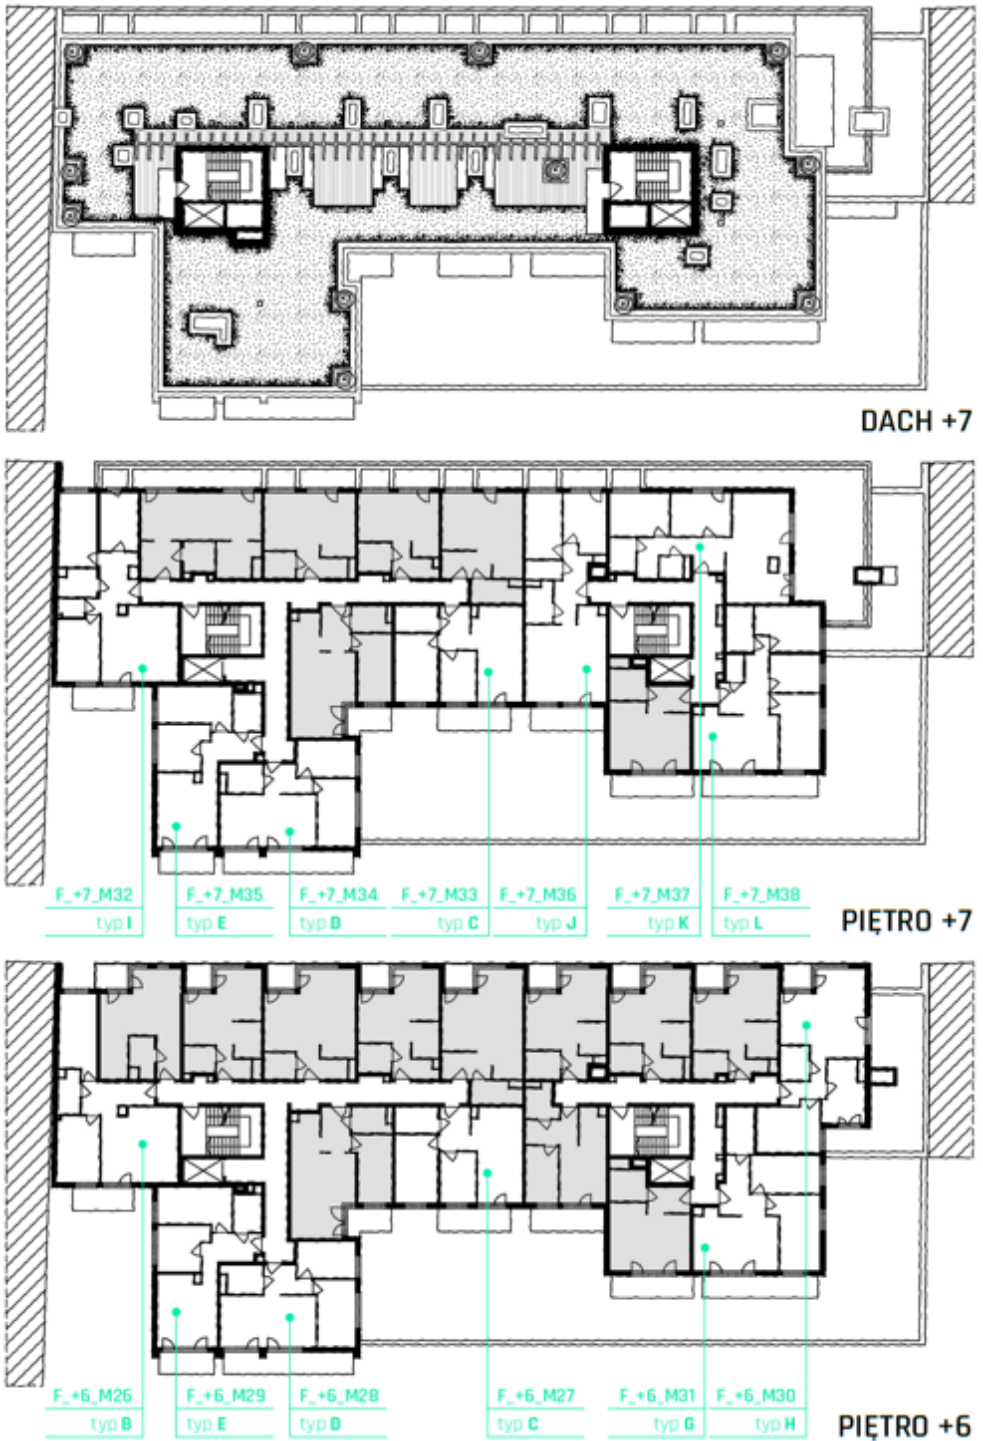 DACH +7
F_+7_M32 F_+7_M35 F_+7_M34 F_+7_M33 F_+7_M36 F_+7_M37 F_+7_M38
typ I typ E typ D typ C typ J typ K typ L
PIĘTRO +7
F_+6_M26 F_+6_M29 F_+6_M28 F_+6_M27 F_+6_M31 F_+6_M30
typ B typ E typ D typ C typ G typ H
PIĘTRO +6